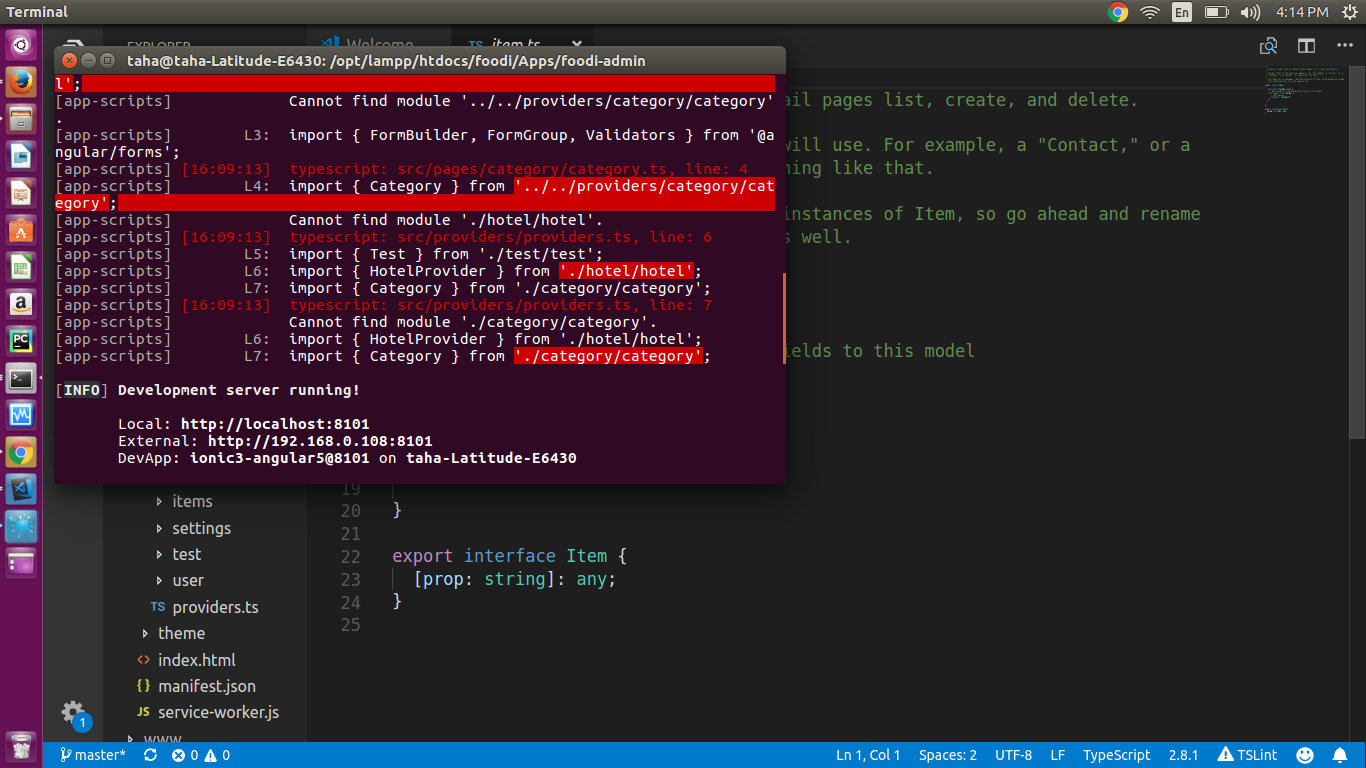 Terminal
En
4:14 PM
EXPLORER
Welcome
TS item.ts
taha@taha-Latitude-E6430: /opt/lampp/htdocs/foodi/Apps/foodi-admin
l';
[app-scripts] Cannot find module '../../providers/category/category'
.
[app-scripts] L3: import { FormBuilder, FormGroup, Validators } from '@a
ngular/forms';
[app-scripts] [16:09:13] typescript: src/pages/category/category.ts, line: 4
[app-scripts] L4: import { Category } from '../../providers/category/cat
egory';
[app-scripts] Cannot find module './hotel/hotel'.
[app-scripts] [16:09:13] typescript: src/providers/providers.ts, line: 6
[app-scripts] L5: import { Test } from './test/test';
[app-scripts] L6: import { HotelProvider } from './hotel/hotel';
[app-scripts] L7: import { Category } from './category/category';
[app-scripts] [16:09:13] typescript: src/providers/providers.ts, line: 7
[app-scripts] Cannot find module './category/category'.
[app-scripts] L6: import { HotelProvider } from './hotel/hotel';
[app-scripts] L7: import { Category } from './category/category';
[INFO] Development server running!
Local: http://localhost:8101
External: http://192.168.0.108:8101
DevApp: ionic3-angular5@8101 on taha-Latitude-E6430
ail pages list, create, and delete.
will use. For example, a "Contact," or a
ning like that.
instances of Item, so go ahead and rename
s well.
ields to this model
items
settings
test
user
TS providers.ts
theme
<> index.html
{} manifest.json
JS service-worker.js
www
19
20 }
21
22 export interface Item {
23 [prop: string]: any;
24 }
25
1
master* 0 0
Ln 1, Col 1 Spaces: 2 UTF-8 LF TypeScript 2.8.1 TSLint